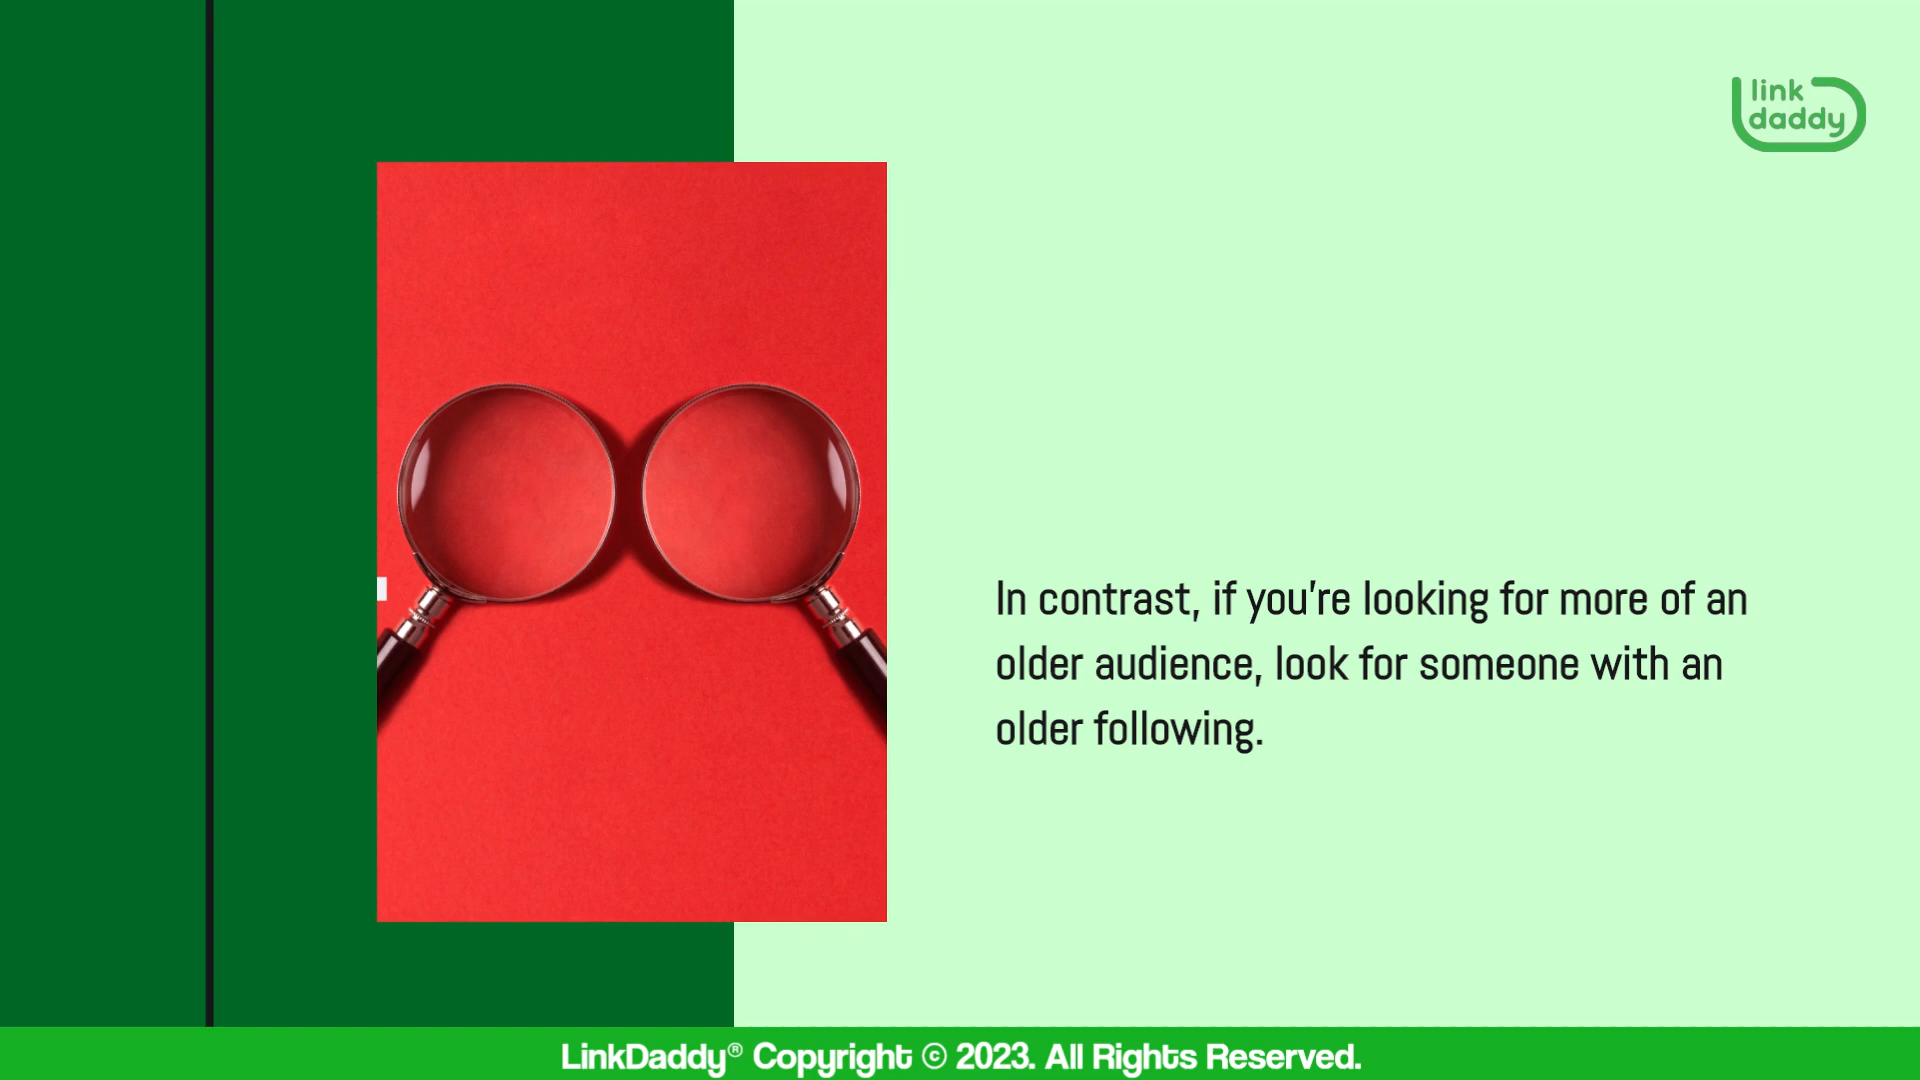 link
daddy
In contrast, if you're looking for more of an
older audience, look for someone with an
older following.
LinkDaddy® Copyright © 2023. All Rights Reserved.